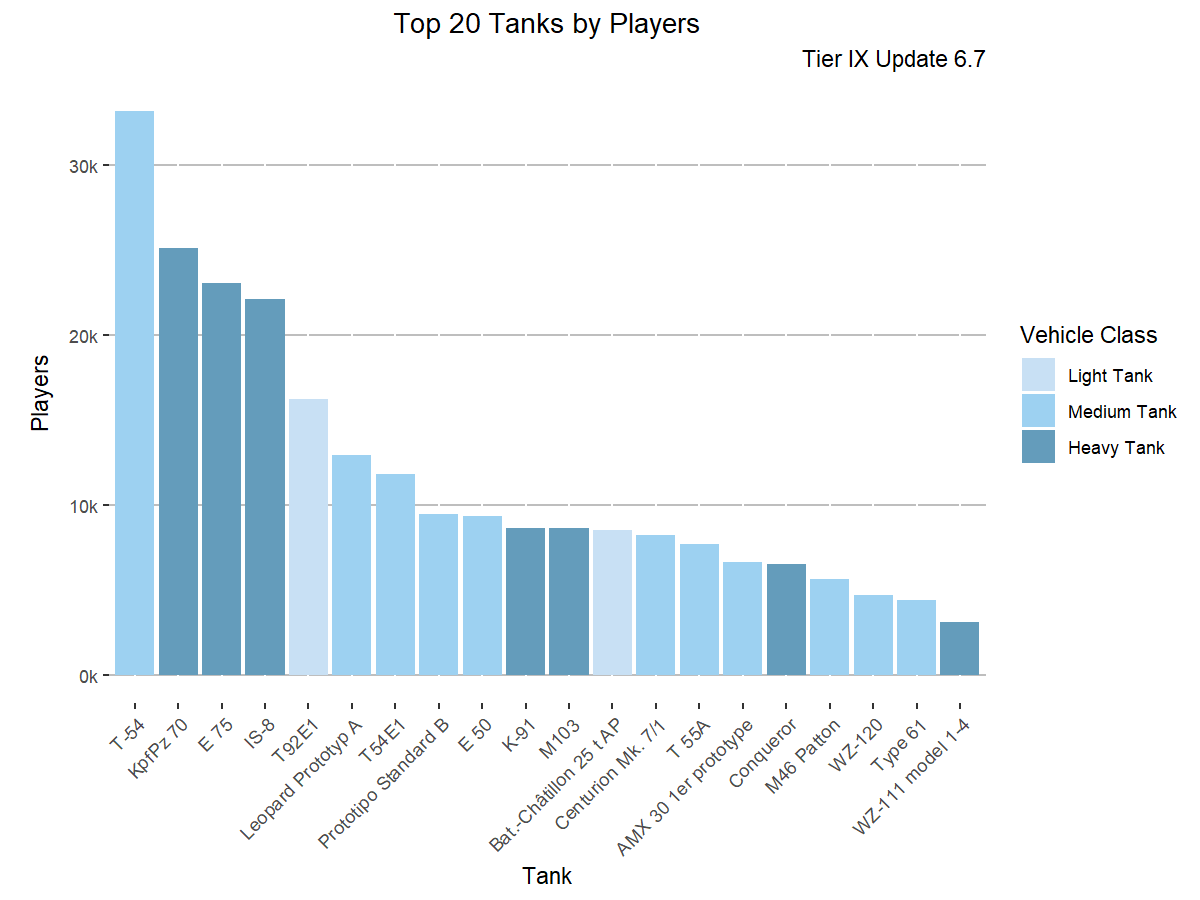 Top 20 Tanks by Players
Tier IX Update 6.7
Players
30k
20k
10k
0k
T-54
KpfPz 70
E 75
IS-8
T92E1
Leopard Prototyp A
T54E1
Prototipo Standard B
E 50
K-91
M103
Bat.-Châtillon 25 t AP
Centurion Mk. 7/1
T 55A
AMX 30 1er prototype
Conqueror
M46 Patton
WZ-120
Type 61
WZ-111 model 1-4
Tank
Vehicle Class
Light Tank
Medium Tank
Heavy Tank